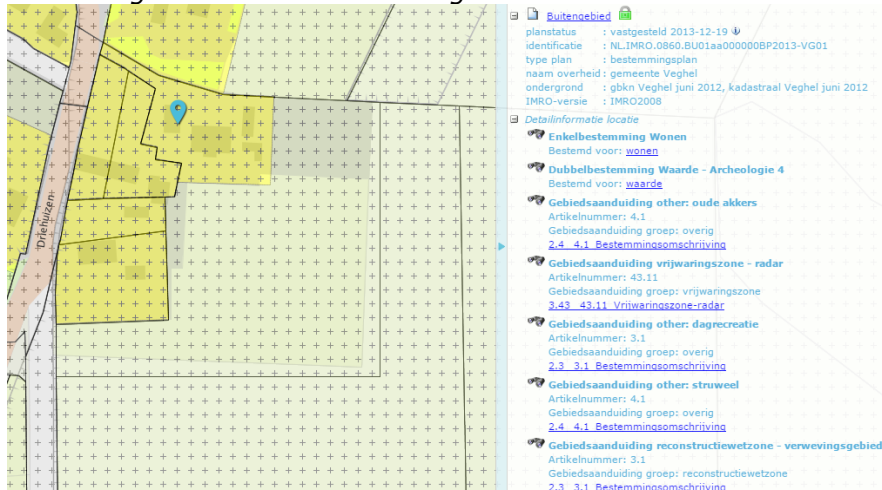 Driehuizen
Buitengebied
planstatus : vastgesteld 2013-12-19
identificatie : NL.IMRO.0860.BU01aa000000BP2013-VG01
type plan : bestemmingsplan
naam overheid : gemeente Veghel
ondergrond : gbkn Veghel juni 2012, kadastraal Veghel juni 2012
IMRO-versie : IMRO2008
Detailinformatie locatie
Enkelbestemming Wonen
Bestemd voor: wonen
Dubbelbestemming Waarde - Archeologie 4
Bestemd voor: waarde
Gebiedsaanduiding other: oude akkers
Artikelnummer: 4.1
Gebiedsaanduiding groep: overig
2.4 4.1 Bestemmingsomschrijving
Gebiedsaanduiding vrijwaringszone - radar
Artikelnummer: 43.11
Gebiedsaanduiding groep: vrijwaringszone
3.43 43.11 Vrijwaringszone-radar
Gebiedsaanduiding other: dagrecreatie
Artikelnummer: 3.1
Gebiedsaanduiding groep: overig
2.3 3.1 Bestemmingsomschrijving
Gebiedsaanduiding other: struweel
Artikelnummer: 4.1
Gebiedsaanduiding groep: overig
2.4 4.1 Bestemmingsomschrijving
Gebiedsaanduiding reconstructiewetzone - verwevingsgebied
Artikelnummer: 3.1
Gebiedsaanduiding groep: reconstructiewetzone
2.3 3.1 Bestemmingsomschrijving